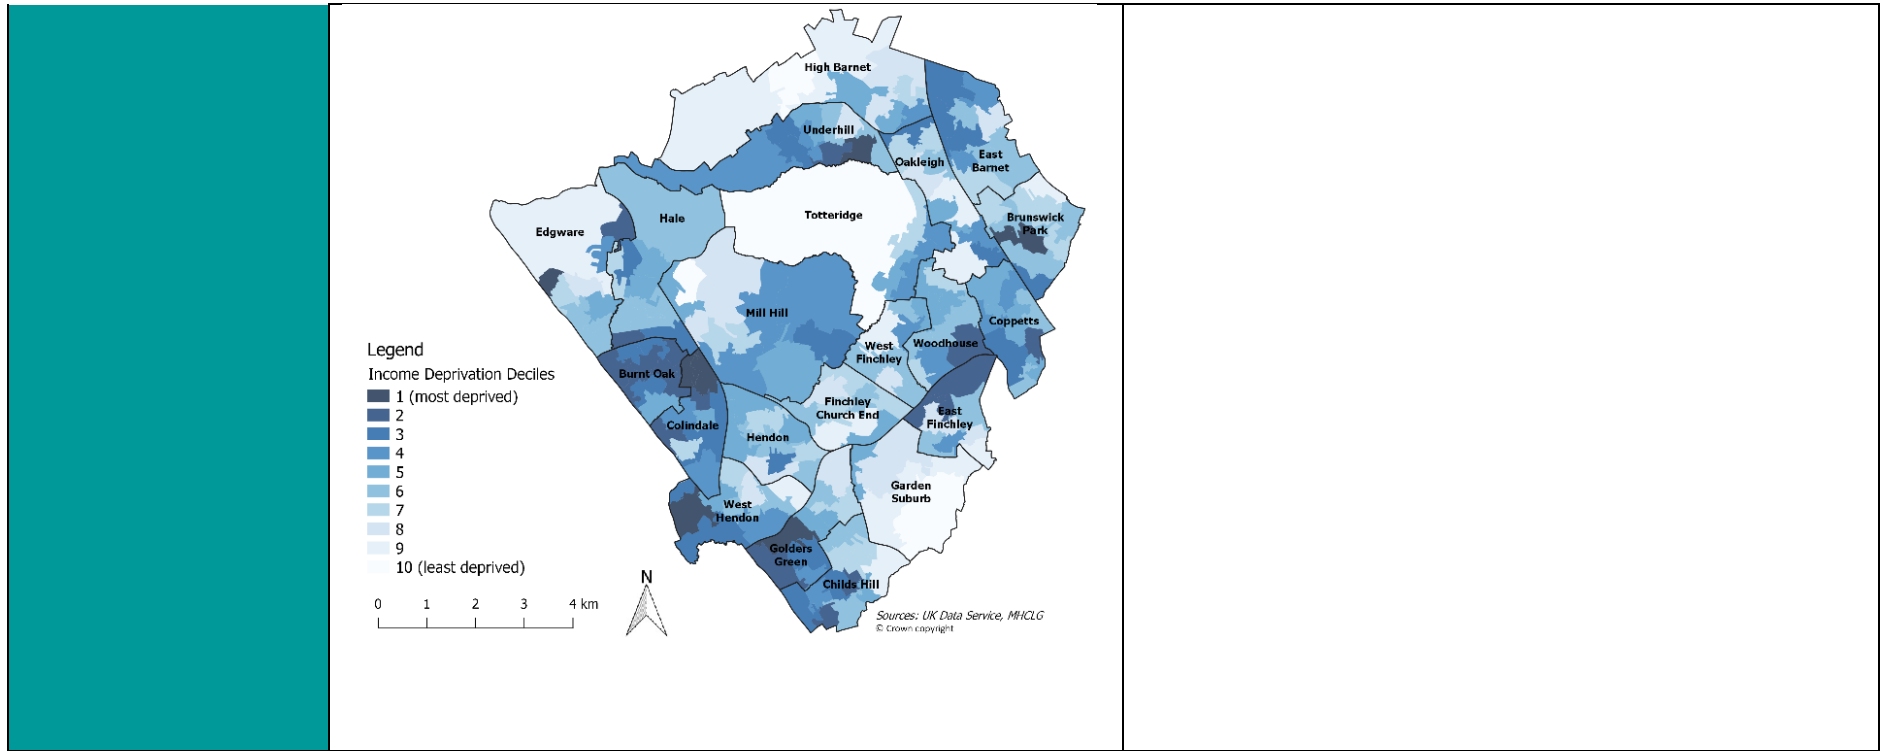 High Barnet
Underhill
Oakleigh
East
Barnet
Hale
Totteridge
Edgware
Brunswick
Park
Mill Hill
Coppetts
West
Finchley
Woodhouse
Burnt Oak
Finchley
Church End
East
Finchley
Colindale
Hendon
Garden
Suburb
West
Hendon
Golders
Green
Childs Hill
Legend
Income Deprivation Deciles
1 (most deprived)
2
3
4
5
6
7
8
9
10 (least deprived)
0 1 2 3 4 km
N
Sources: UK Data Service, MHCLG
© Crown copyright